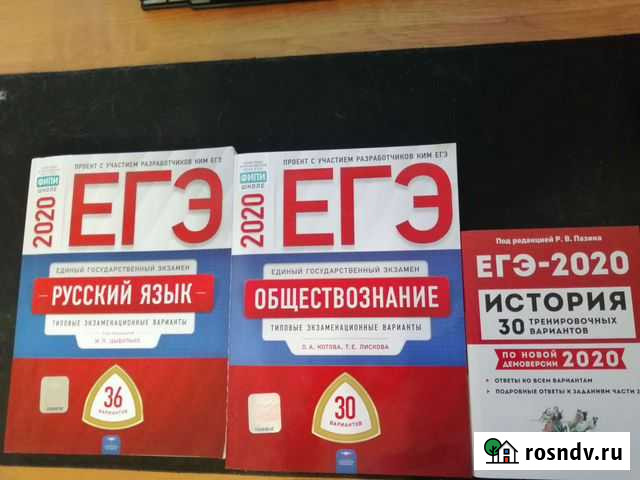 ПРОЕКТ С УЧАСТИЕМ РАЗРАБОТЧИКОВ КИМ ЕГЭ
ФИПИ
ШКОЛЕ
2020
ЕГЭ
ЕДИНЫЙ ГОСУДАРСТВЕННЫЙ ЭКЗАМЕН
РУССКИЙ ЯЗЫК
ТИПОВЫЕ ЭКЗАМЕНАЦИОННЫЕ ВАРИАНТЫ
И. П. ЦЫБУЛЬКО
36
ВАРИАНТОВ
ПРОЕКТ С УЧАСТИЕМ РАЗРАБОТЧИКОВ КИМ ЕГЭ
ФИПИ
ШКОЛЕ
2020
ЕГЭ
ЕДИНЫЙ ГОСУДАРСТВЕННЫЙ ЭКЗАМЕН
ОБЩЕСТВОЗНАНИЕ
ТИПОВЫЕ ЭКЗАМЕНАЦИОННЫЕ ВАРИАНТЫ
О. А. КОТОВА, Т. Е. ЛИСКОВА
30
ВАРИАНТОВ
Под редакцией Р. В. Пазина
ЕГЭ-2020
ИСТОРИЯ
30 ТРЕНИРОВОЧНЫХ
ВАРИАНТОВ
ПО НОВОЙ
ДЕМОВЕРСИИ 2020
• ОТВЕТЫ КО ВСЕМ ВАРИАНТАМ
• ПОДРОБНЫЕ ОТВЕТЫ К ЗАДАНИЯМ ЧАСТИ 2
rosndv.ru